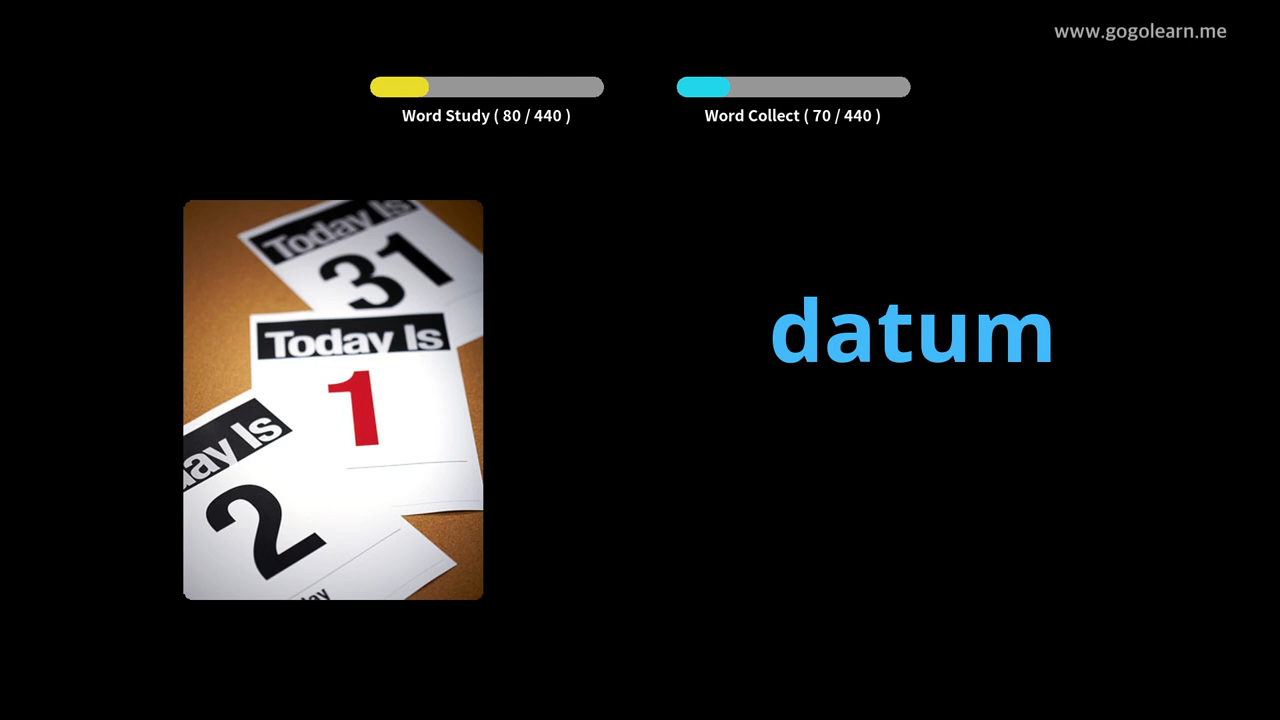 www.gogolearn.me
Word Study ( 80 / 440 )
Word Collect ( 70 / 440 )
Today Is
31
Today Is
1
day Is
2
datum